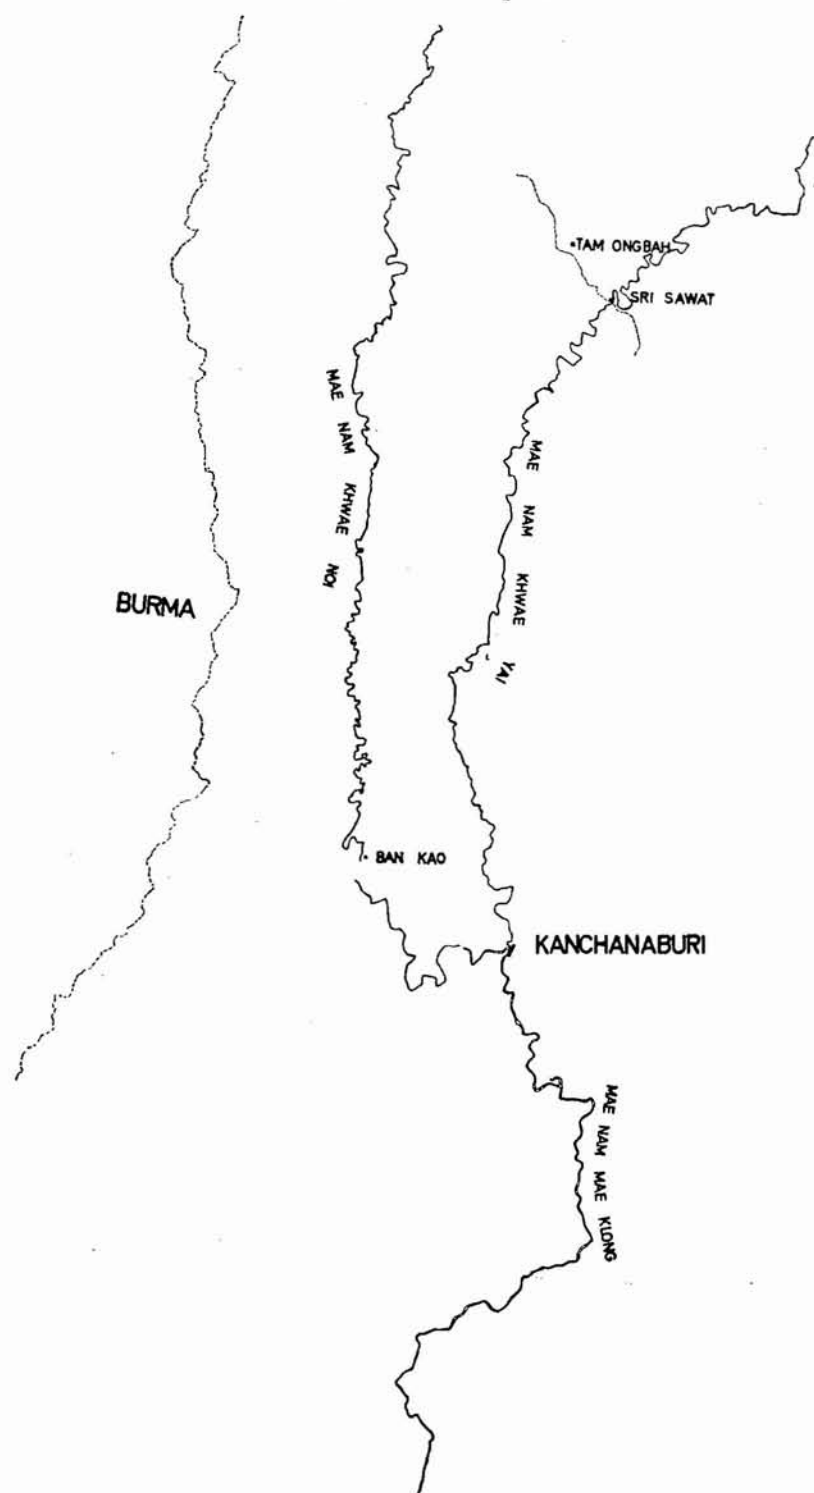 TAM ONGBAH
SRI SAWAT
MAE NAM KHWAE NOI
MAE NAM KHWAE YAI
BURMA
BAN KAO
KANCHANABURI
MAE NAM MAE KLONG